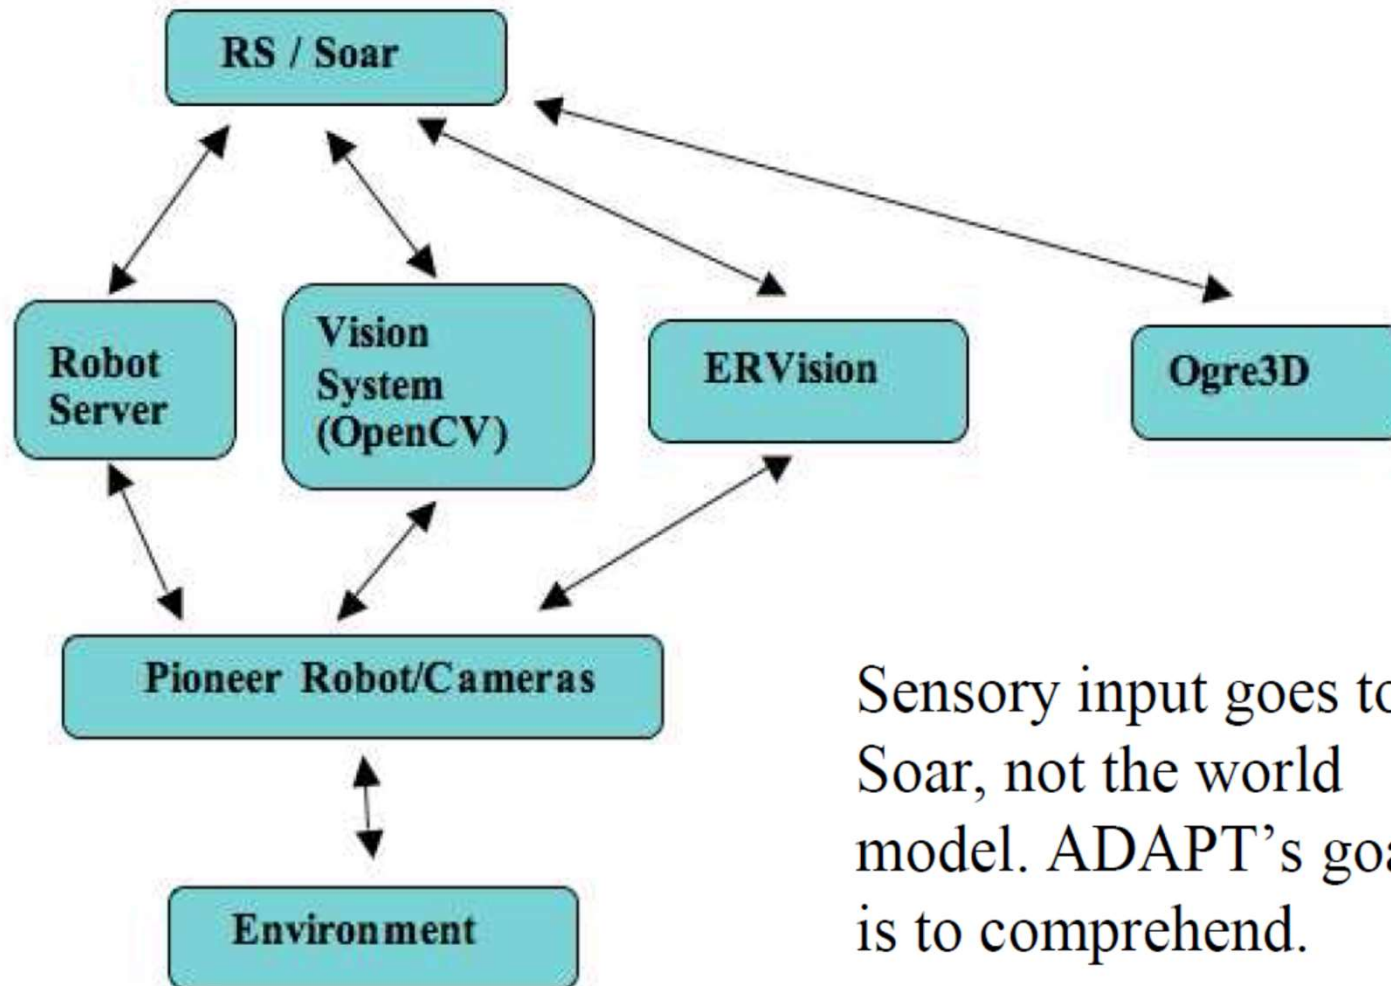 RS / Soar
Robot
Server
Vision
System
(OpenCV)
ERVision
Ogre3D
Pioneer Robot/Cameras
Environment
Sensory input goes to
Soar, not the world
model. ADAPT's goa
is to comprehend.